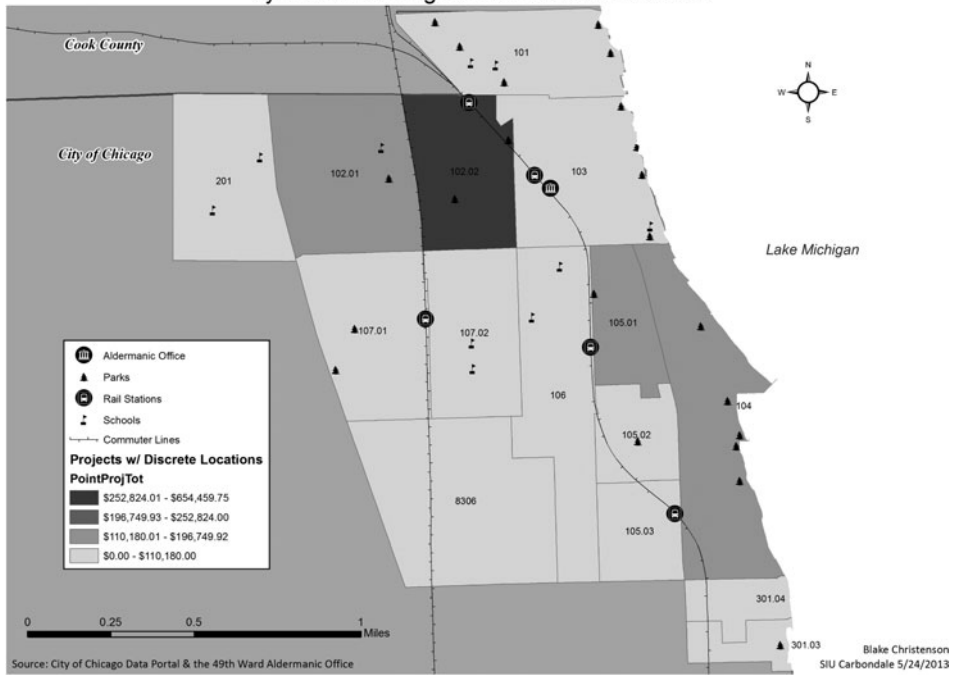 Cook County
101
N
W E
S
City of Chicago
201
102.01
102.02
103
Lake Michigan
107.01
107.02
105.01
106
104
105.02
8306
105.03
301.04
301.03
Aldermanic Office
Parks
Rail Stations
Schools
Commuter Lines
Projects w/ Discrete Locations
PointProjTot
$252,824.01 - $654,459.75
$196,749.93 - $252,824.00
$110,180.01 - $196,749.92
$0.00 - $110,180.00
0 0.25 0.5 1
Miles
Source: City of Chicago Data Portal & the 49th Ward Aldermanic Office
Blake Christenson
SIU Carbondale 5/24/2013